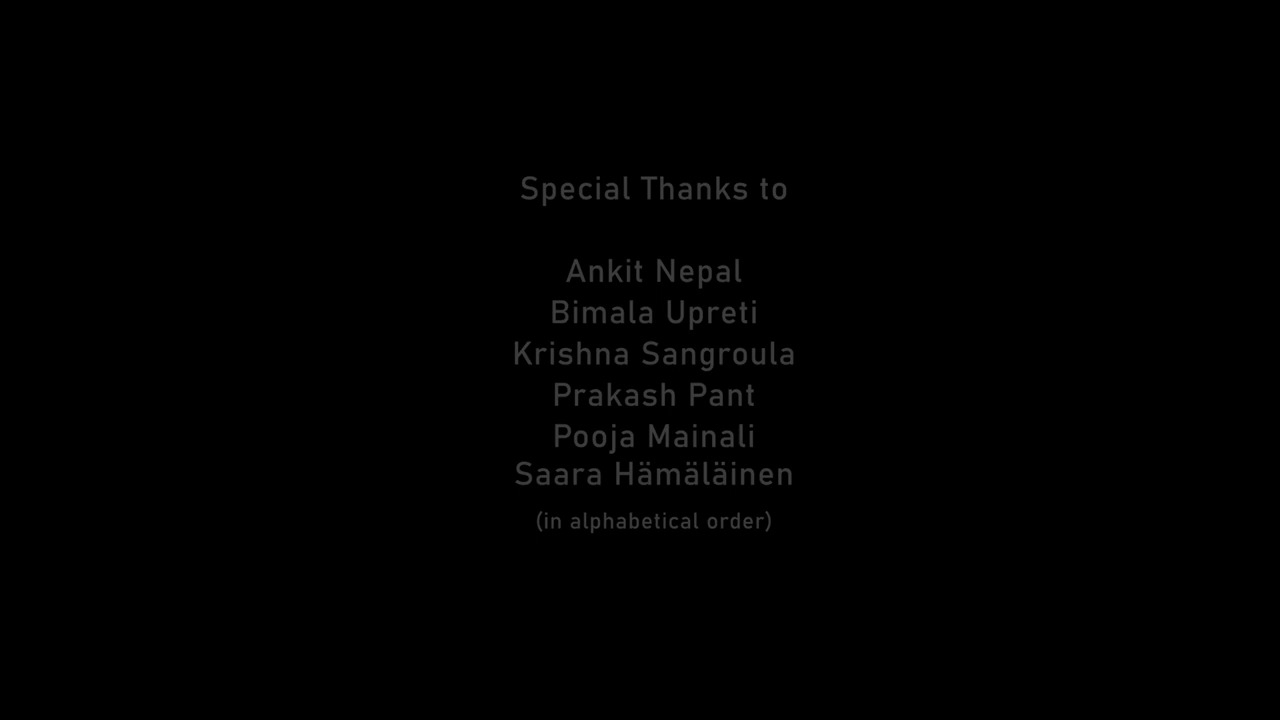 Special Thanks to
Ankit Nepal
Bimala Upreti
Krishna Sangroula
Prakash Pant
Pooja Mainali
Saara Hämäläinen
(in alphabetical order)